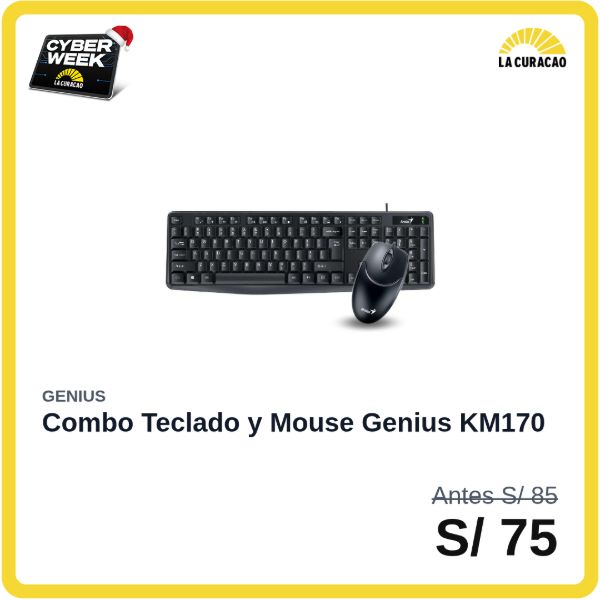 CYBER
WEEK
LA CURACAO
LA CURACAO
GENIUS
Combo Teclado y Mouse Genius KM170
Antes S/ 85
S/ 75